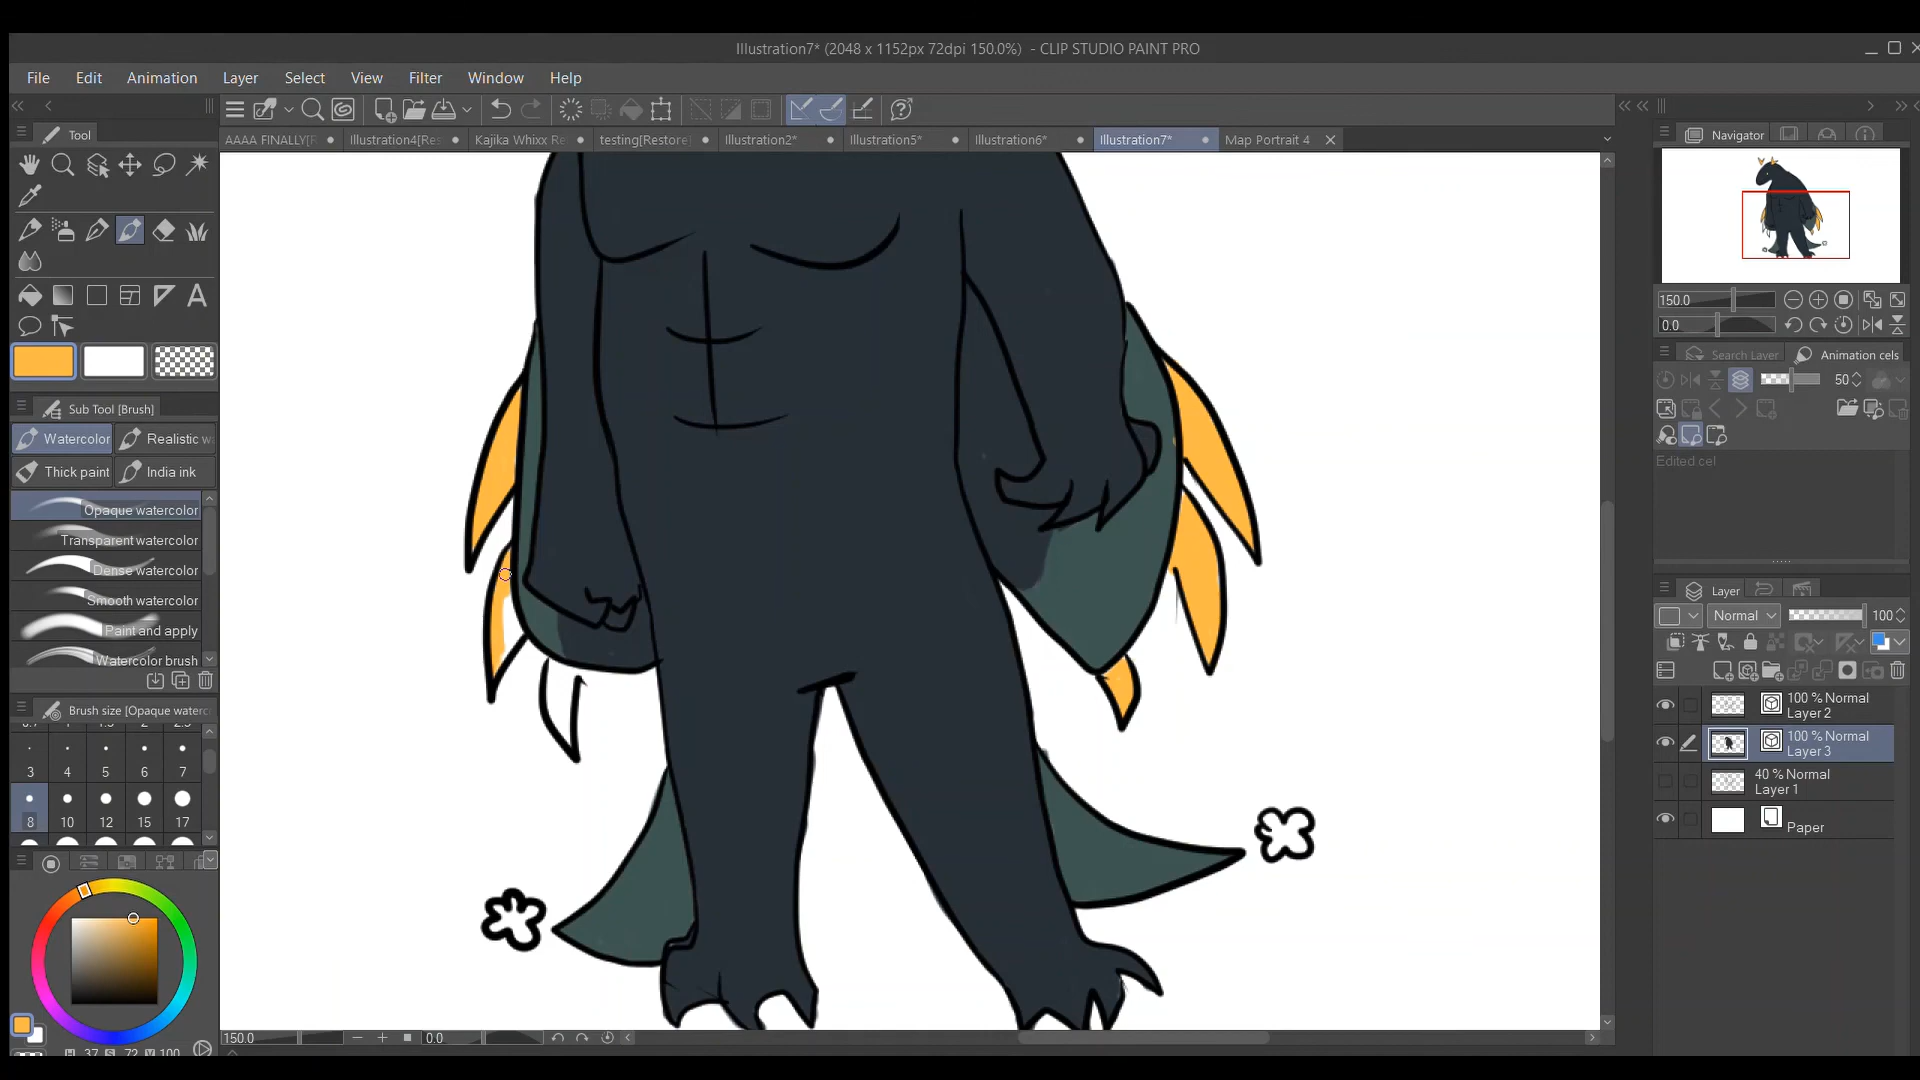 Illustration7* (2048 x 1152px 72dpi 150.0%) - CLIP STUDIO PAINT PRO
File Edit Animation Layer Select View Filter Window Help
AAAA FINALLY[R Illustration4[Res Kajika Whixx Re testing[Restore Illustration2* Illustration5* Illustration6* Illustration7* Map Portrait 4
Tool
Sub Tool [Brush]
Watercolor Realistic w
Thick paint India ink
Opaque watercolor
Transparent watercolor
Dense watercolor
Smooth watercolor
Paint and apply
Watercolor brush
Brush size [Opaque waterc
3 4 5 6 7
8 10 12 15 17
H 37 S 72 V 100
150.0 0.0
Navigator
150.0
0.0
Search Layer Animation cels
50
Edited cel
Layer
Normal 100
100 % Normal
Layer 2
100 % Normal
Layer 3
40 % Normal
Layer 1
Paper